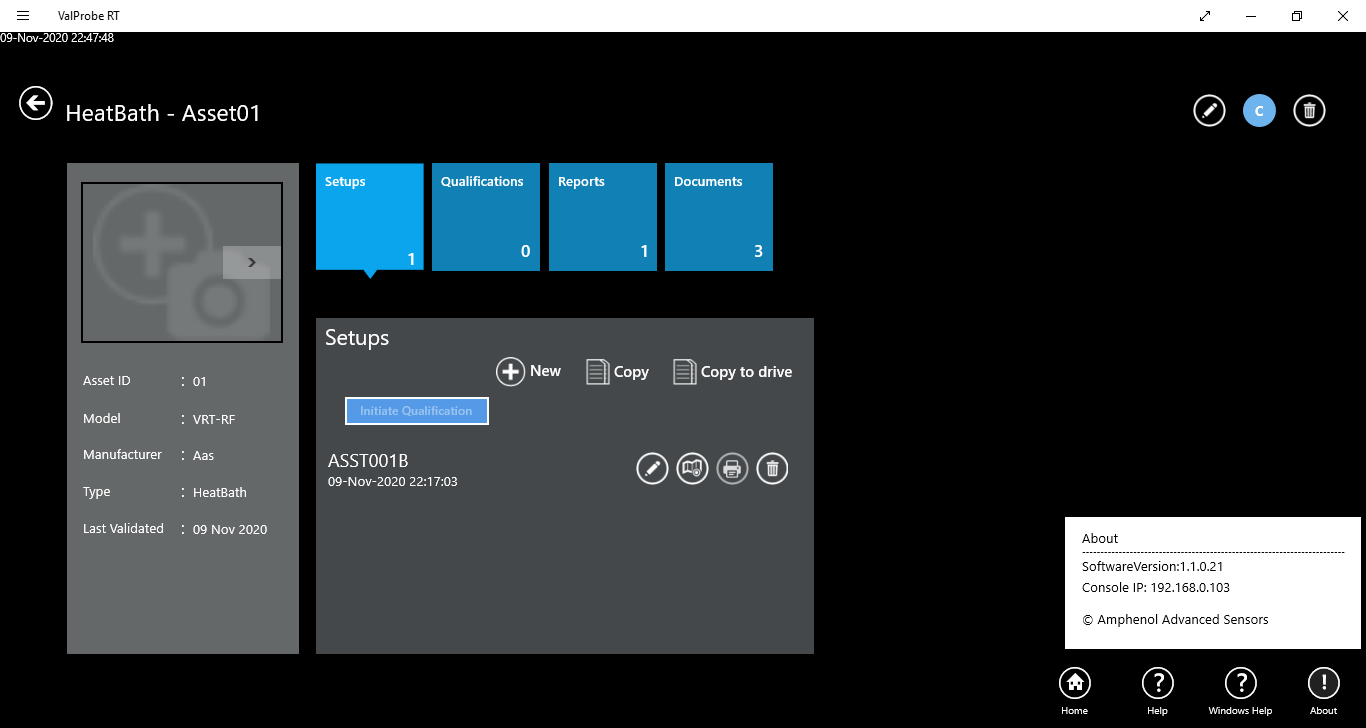 ValProbe RT
09-Nov-2020 22:47:48
HeatBath - Asset01
C
Setups
1
Qualifications
0
Reports
1
Documents
3
Asset ID : 01
Model : VRT-RF
Manufacturer : Aas
Type : HeatBath
Last Validated : 09 Nov 2020
Setups
New Copy Copy to drive
Initiate Qualification
ASST001B
09-Nov-2020 22:17:03
About
SoftwareVersion:1.1.0.21
Console IP: 192.168.0.103
© Amphenol Advanced Sensors
Home Help Windows Help About